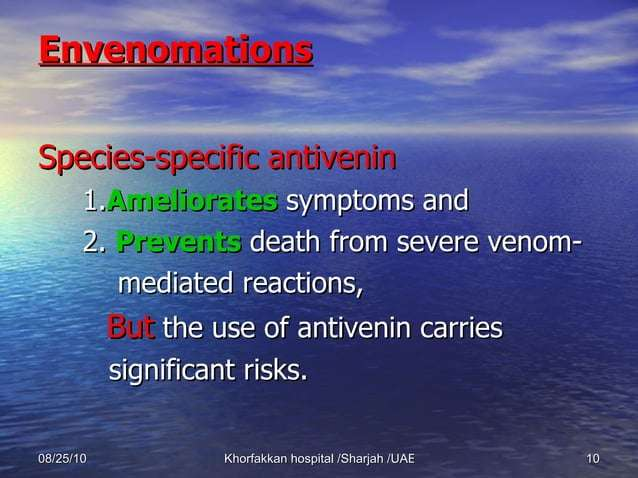 Envenomations
Species-specific antivenin
1.Ameliorates symptoms and
2. Prevents death from severe venom-
mediated reactions,
But the use of antivenin carries
significant risks.
08/25/10 Khorfakkan hospital /Sharjah /UAE 10